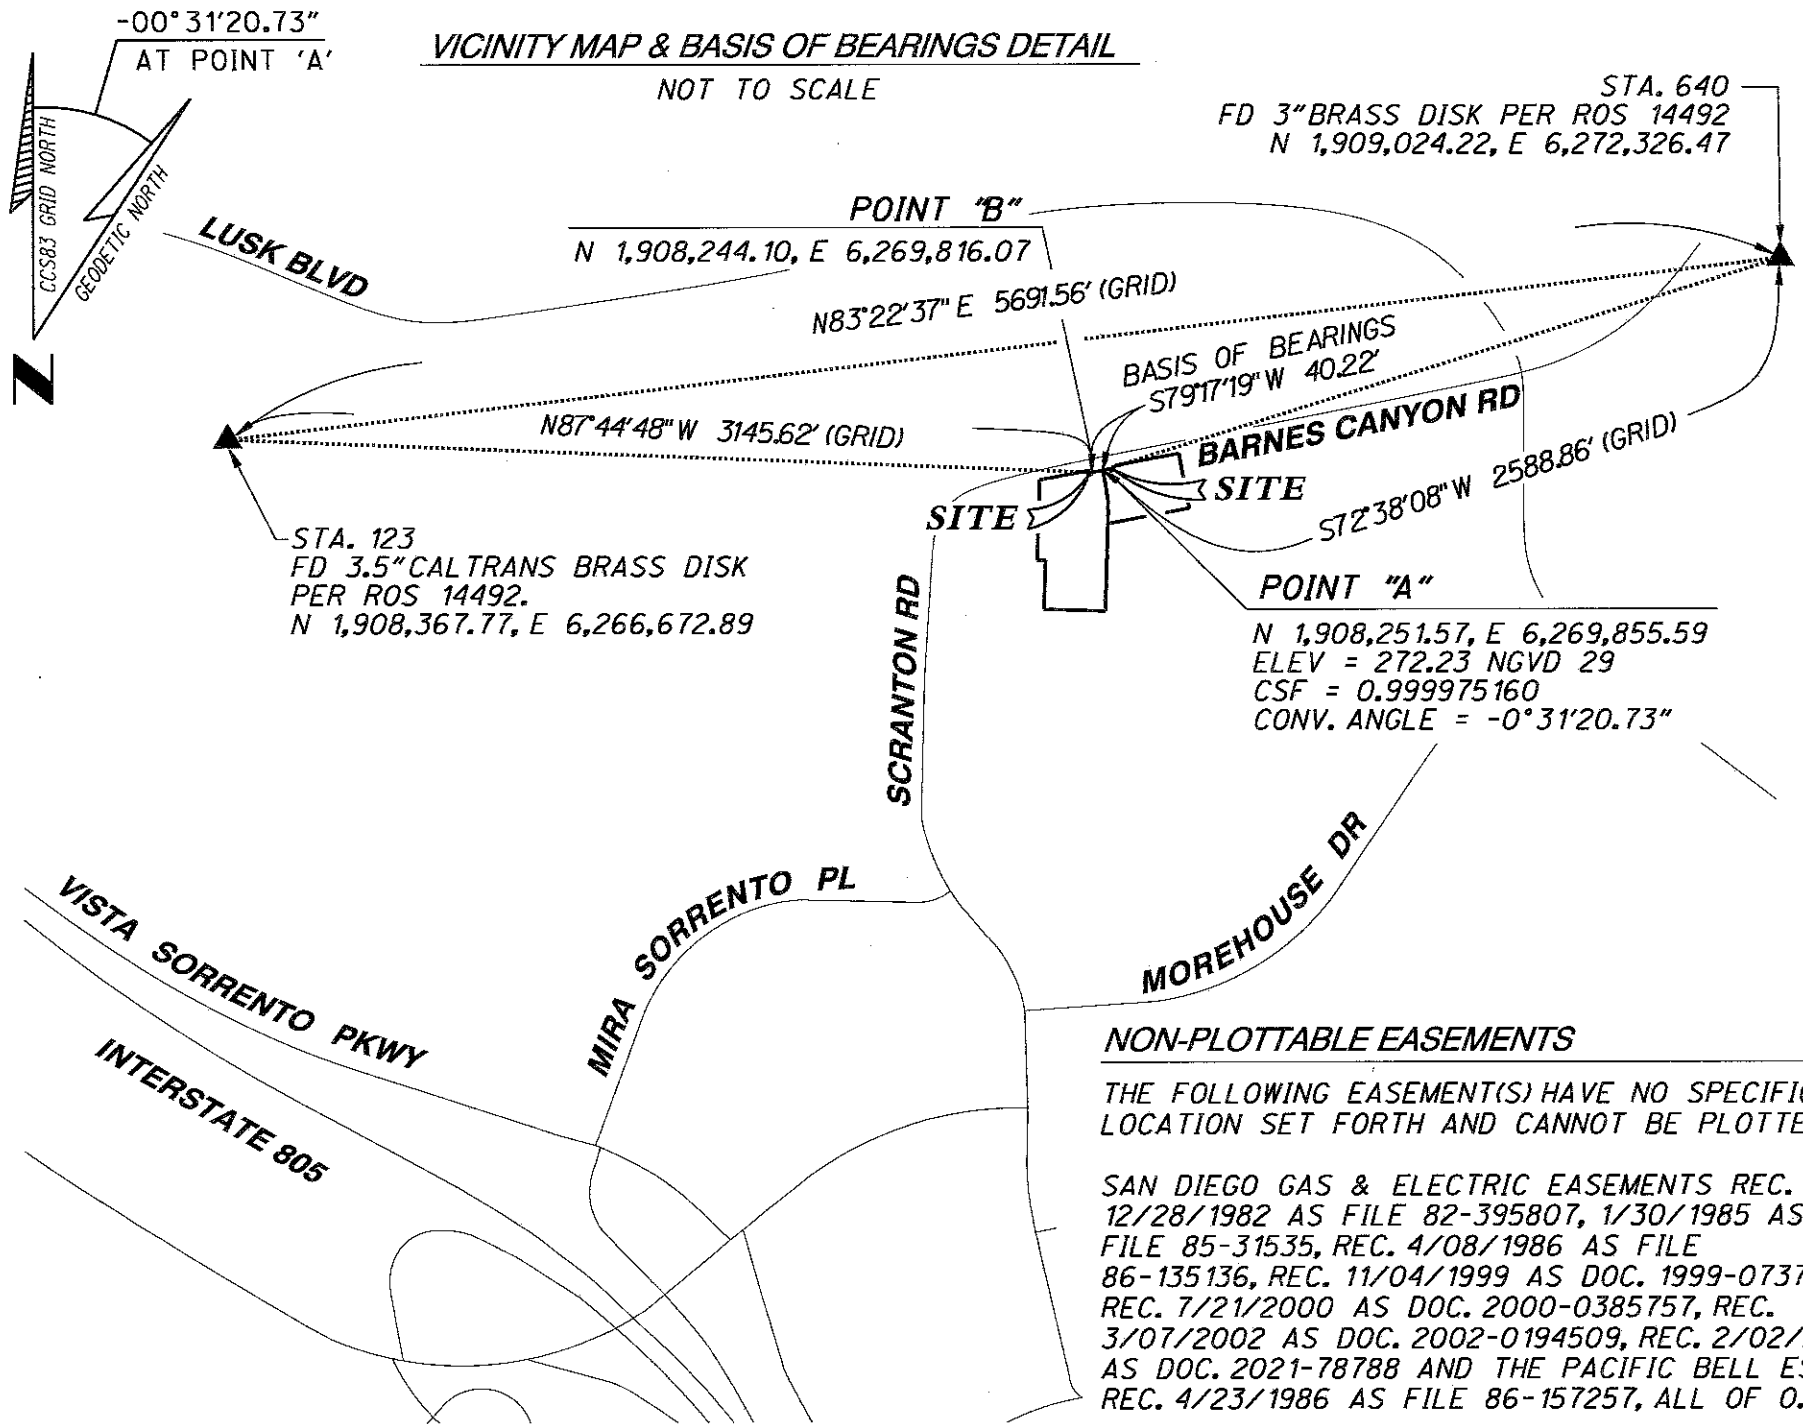 -00°31'20.73"
AT POINT 'A'
CCS83 GRID NORTH
GEODETIC NORTH
VICINITY MAP & BASIS OF BEARINGS DETAIL
NOT TO SCALE
STA. 640
FD 3" BRASS DISK PER ROS 14492
N 1,909,024.22, E 6,272,326.47
POINT "B"
N 1,908,244.10, E 6,269,816.07
LUSK BLVD
N83°22'37" E 5691.56' (GRID)
BASIS OF BEARINGS
S79°17'19" W 40.22'
N87°44'48" W 3145.62' (GRID)
BARNES CANYON RD
S72°38'08" W 2588.86' (GRID)
SITE
SITE
STA. 123
FD 3.5" CALTRANS BRASS DISK
PER ROS 14492.
N 1,908,367.77, E 6,266,672.89
POINT "A"
N 1,908,251.57, E 6,269,855.59
ELEV = 272.23 NGVD 29
CSF = 0.999975160
CONV. ANGLE = -0°31'20.73"
SCRANTON RD
MIRA SORRENTO PL
MOREHOUSE DR
VISTA SORRENTO PKWY
INTERSTATE 805
NON-PLOTTABLE EASEMENTS
THE FOLLOWING EASEMENT(S) HAVE NO SPECIFI
LOCATION SET FORTH AND CANNOT BE PLOTTE
SAN DIEGO GAS & ELECTRIC EASEMENTS REC.
12/28/1982 AS FILE 82-395807, 1/30/1985 AS
FILE 85-31535, REC. 4/08/1986 AS FILE
86-135136, REC. 11/04/1999 AS DOC. 1999-0737
REC. 7/21/2000 AS DOC. 2000-0385757, REC.
3/07/2002 AS DOC. 2002-0194509, REC. 2/02/
AS DOC. 2021-78788 AND THE PACIFIC BELL
REC. 4/23/1986 AS FILE 86-157257, ALL OF O.